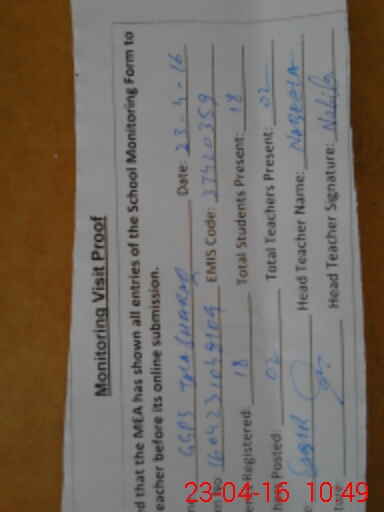 Monitoring Visit Proof
d that the MEA has shown all entries of the School Monitoring Form to
eacher before its online submission.
GGPS Date: 23-4-16
No: EMIS Code: 37420359
Registered: 18 Total Students Present: 18
Posted: 02 Total Teachers Present: 02
Head Teacher Name: NABEELA
Head Teacher Signature:
23-04-16 10:49